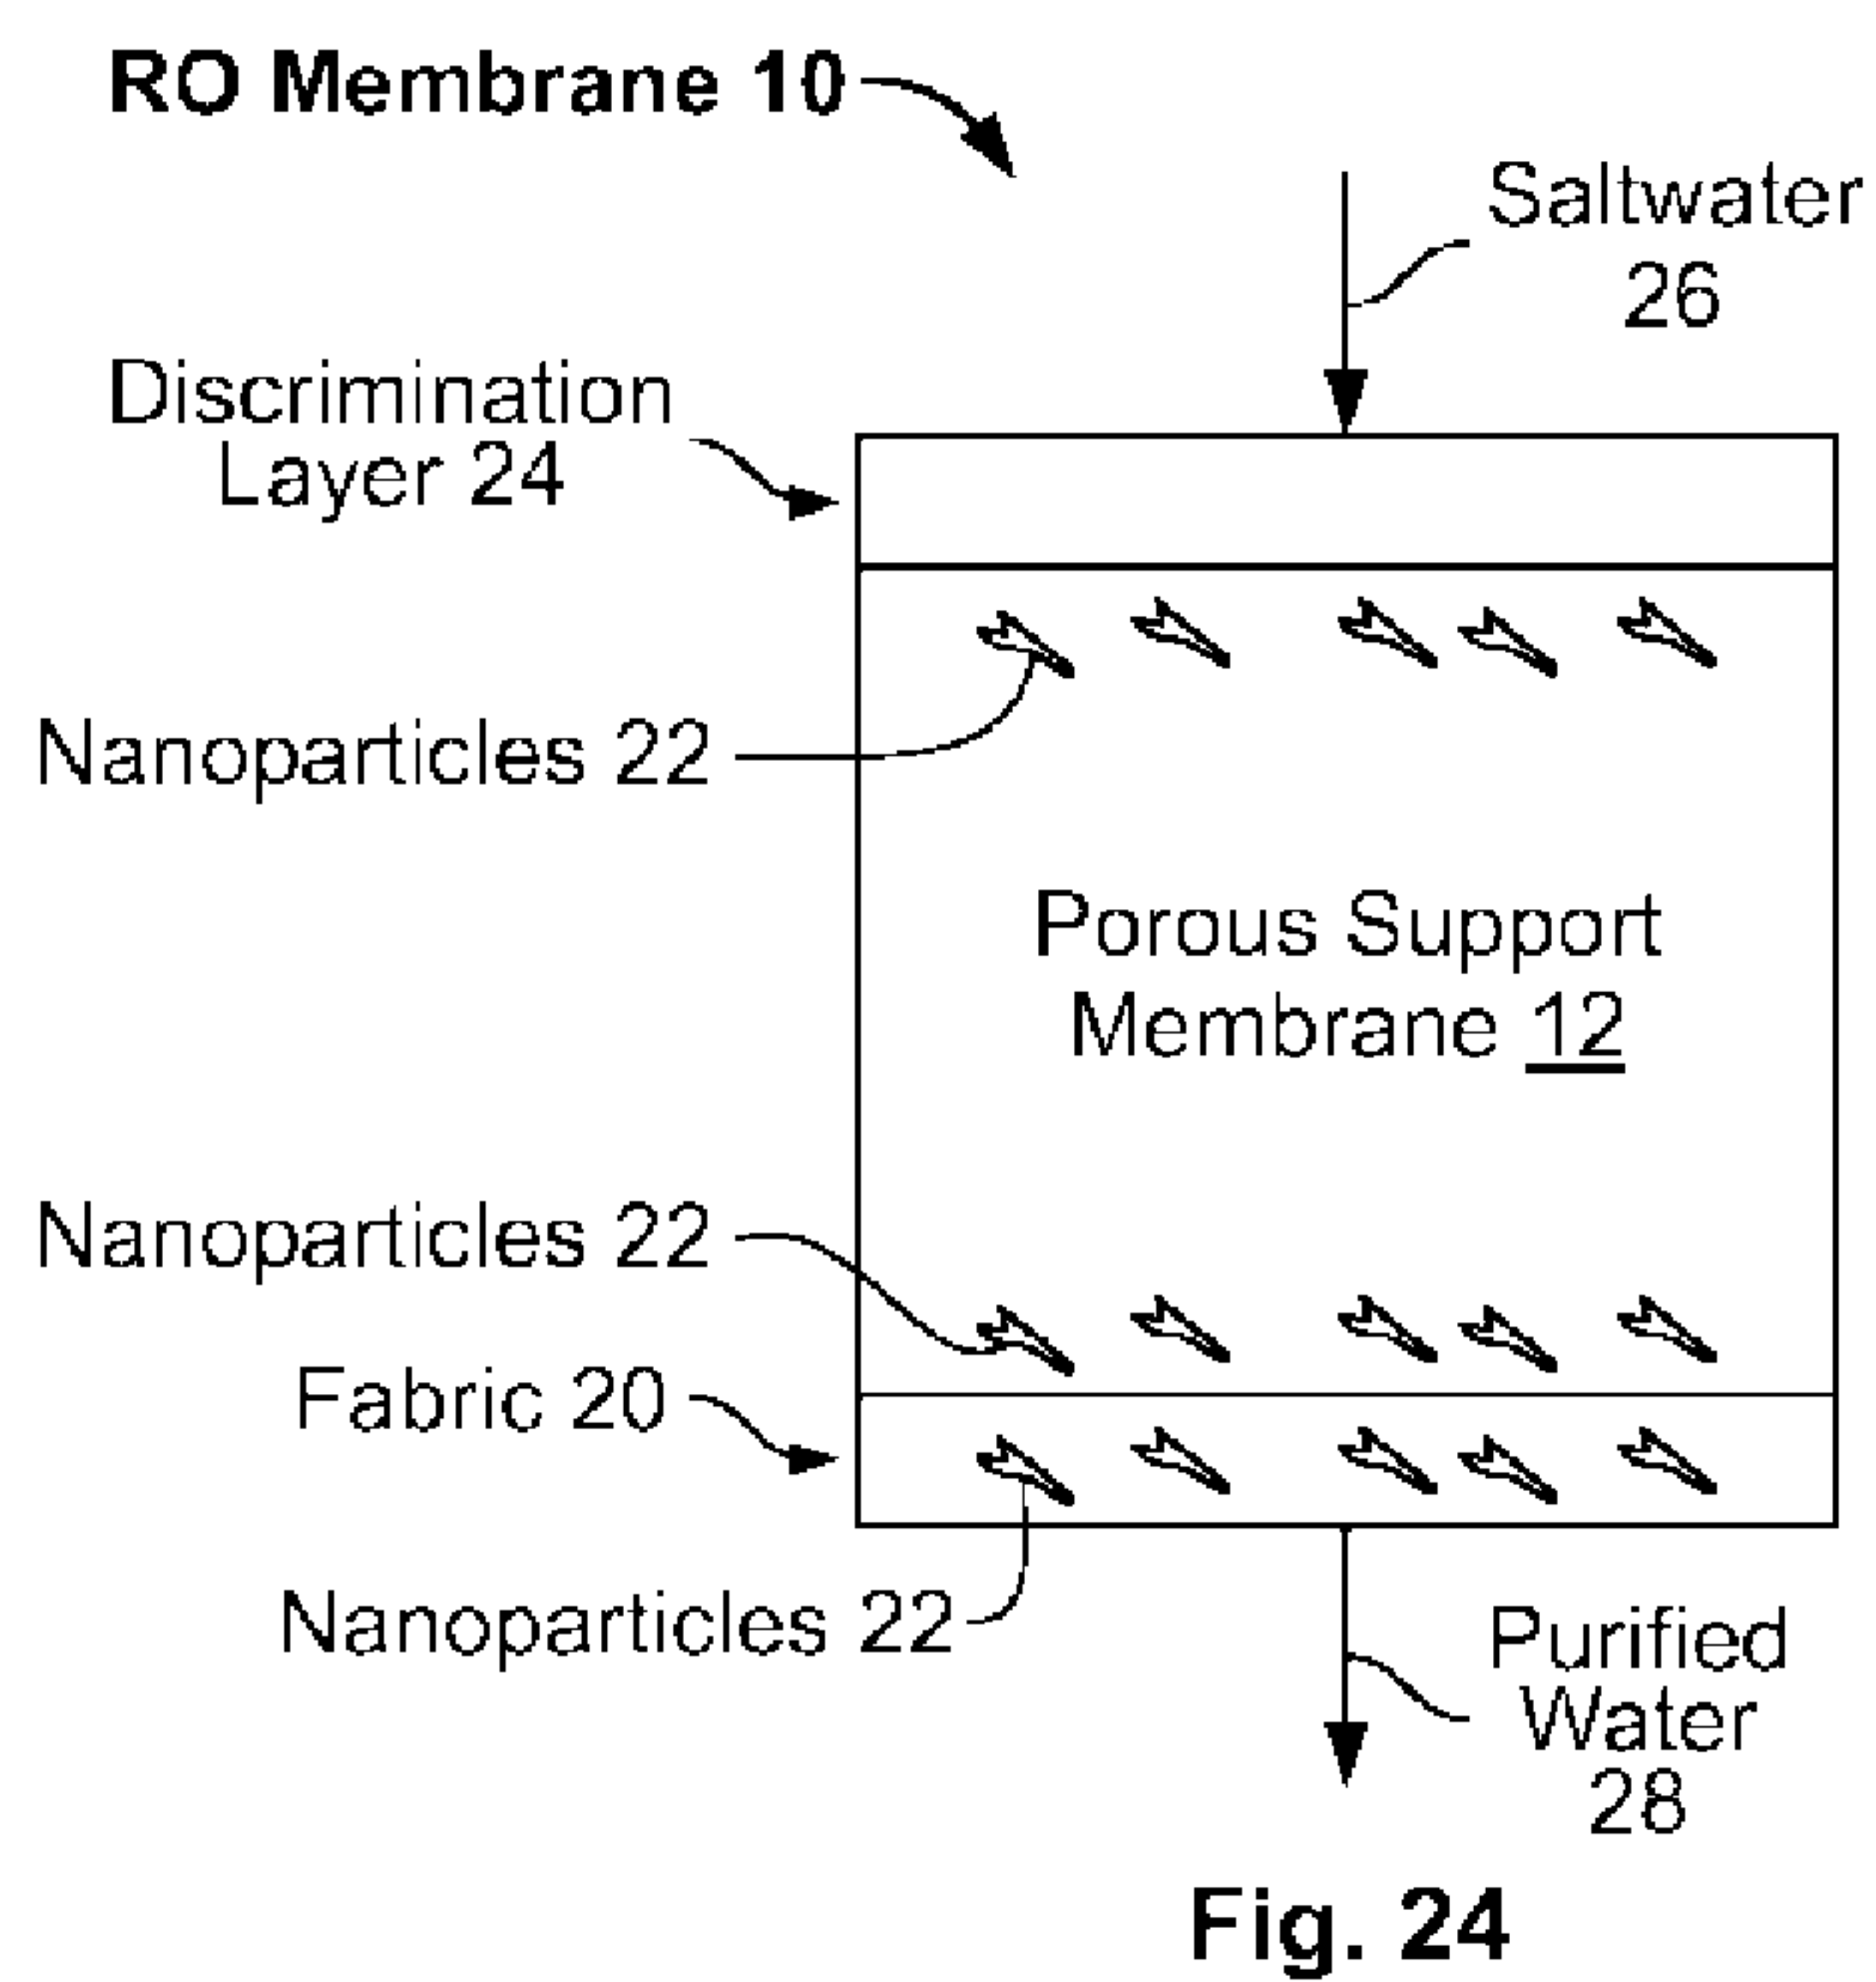 RO Membrane 10
Saltwater
26
Discrimination
Layer 24
Nanoparticles 22
Porous Support
Membrane 12
Nanoparticles 22
Fabric 20
Nanoparticles 22
Purified
Water
28
Fig. 24